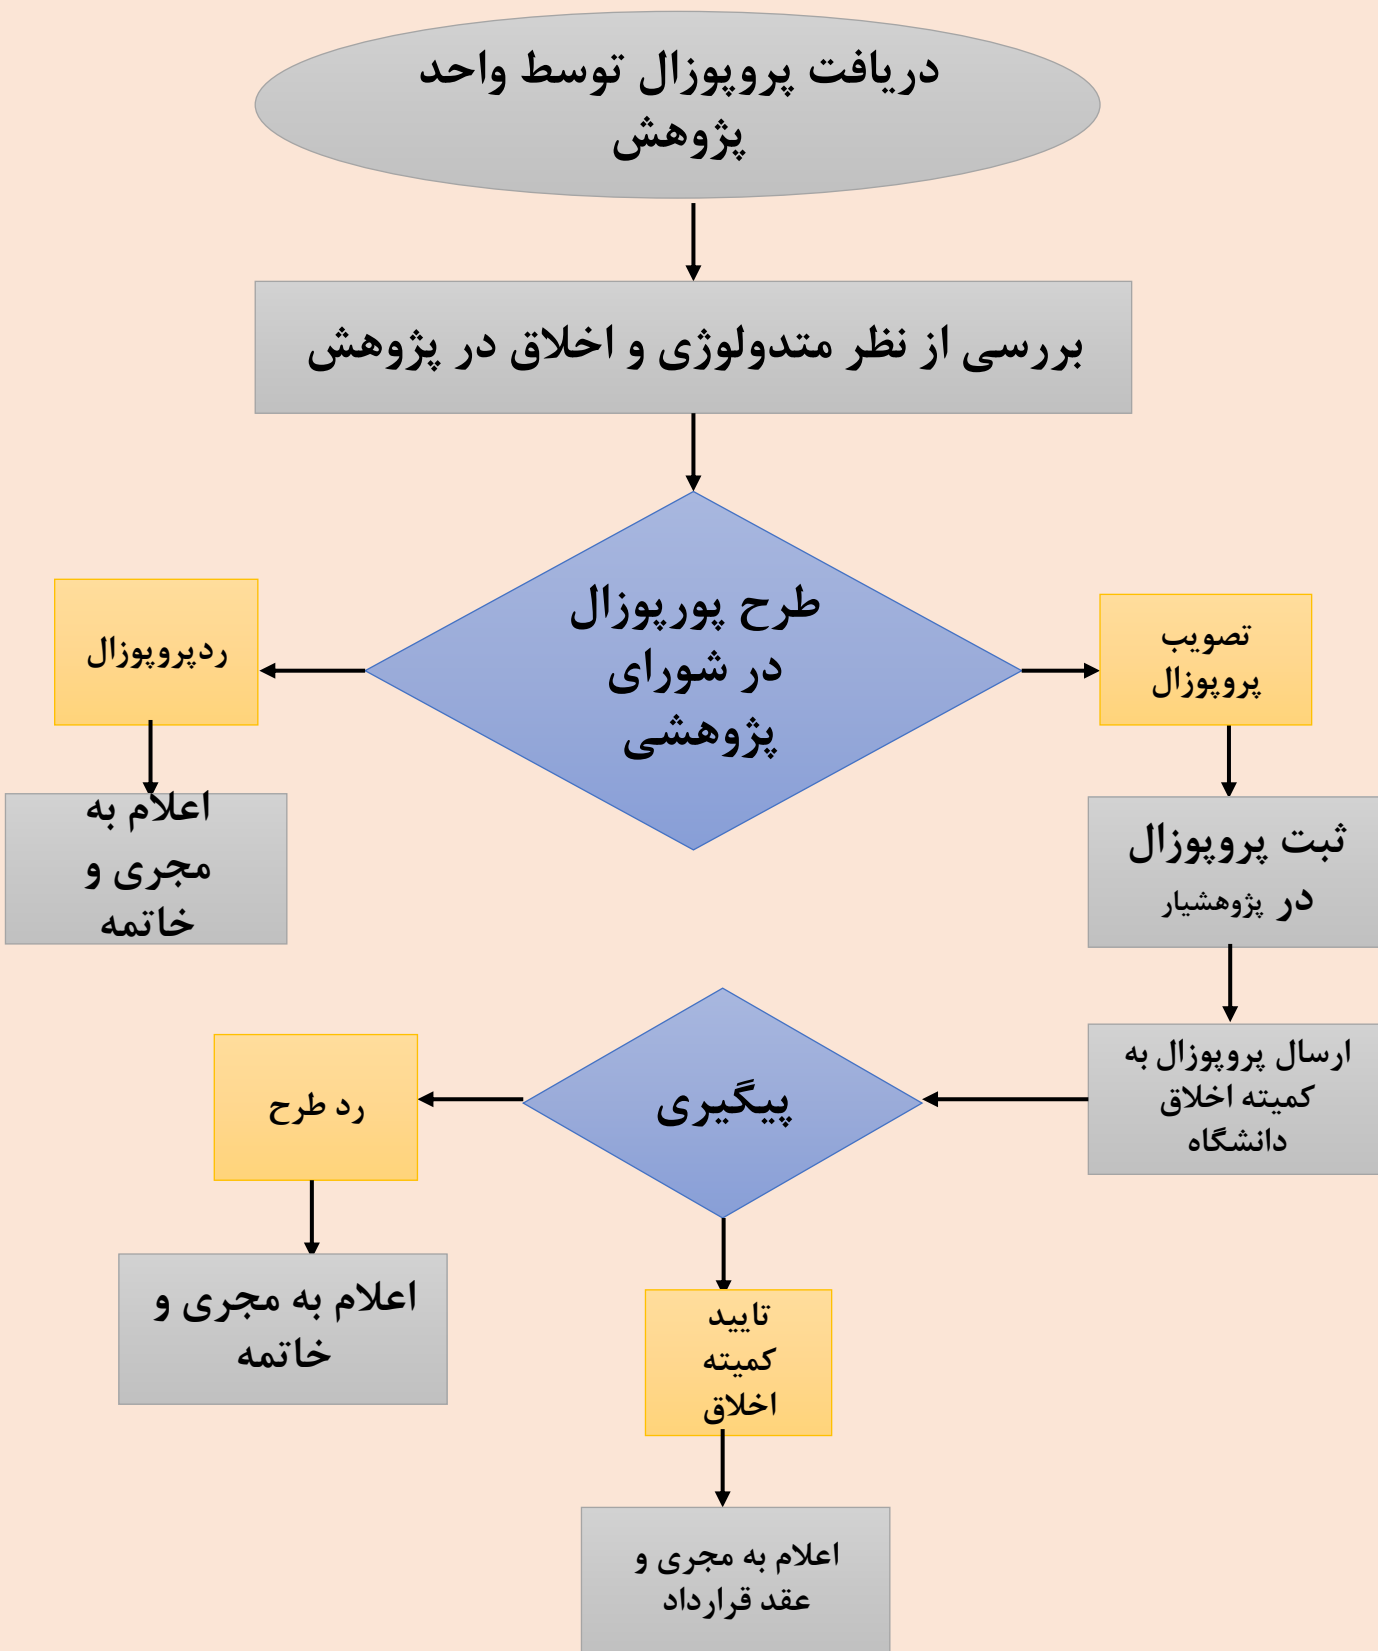 دریافت پروپوزال توسط واحد
پژوهش
بررسی از نظر متدولوژی و اخلاق در پژوهش
طرح پورپوزال
در شورای
پژوهشی
تصویب
پروپوزال
ردپروپوزال
ثبت پروپوزال
در پژوهشیار
اعلام به
مجری و
خاتمه
ارسال پروپوزال به
کمیته اخلاق
دانشگاه
پیگیری
رد طرح
اعلام به مجری و
خاتمه
تایید
کمیته
اخلاق
اعلام به مجری و
عقد قرارداد